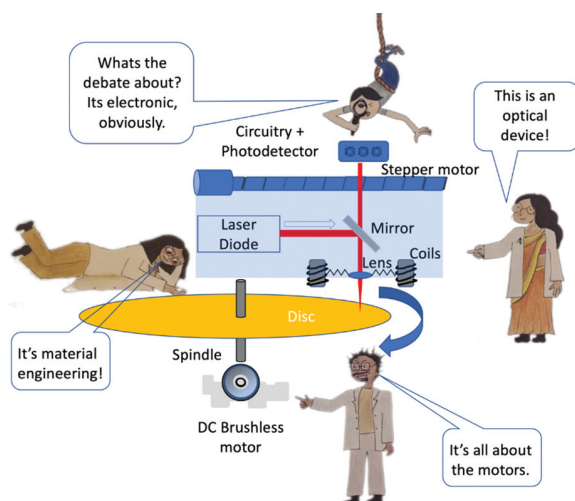 Whats the
debate about?
Its electronic,
obviously.
This is an
optical
device!
Circuitry +
Photodetector
Stepper motor
Laser
Diode
Mirror
Lens
Coils
Disc
It's material
engineering!
Spindle
DC Brushless
motor
It's all about
the motors.